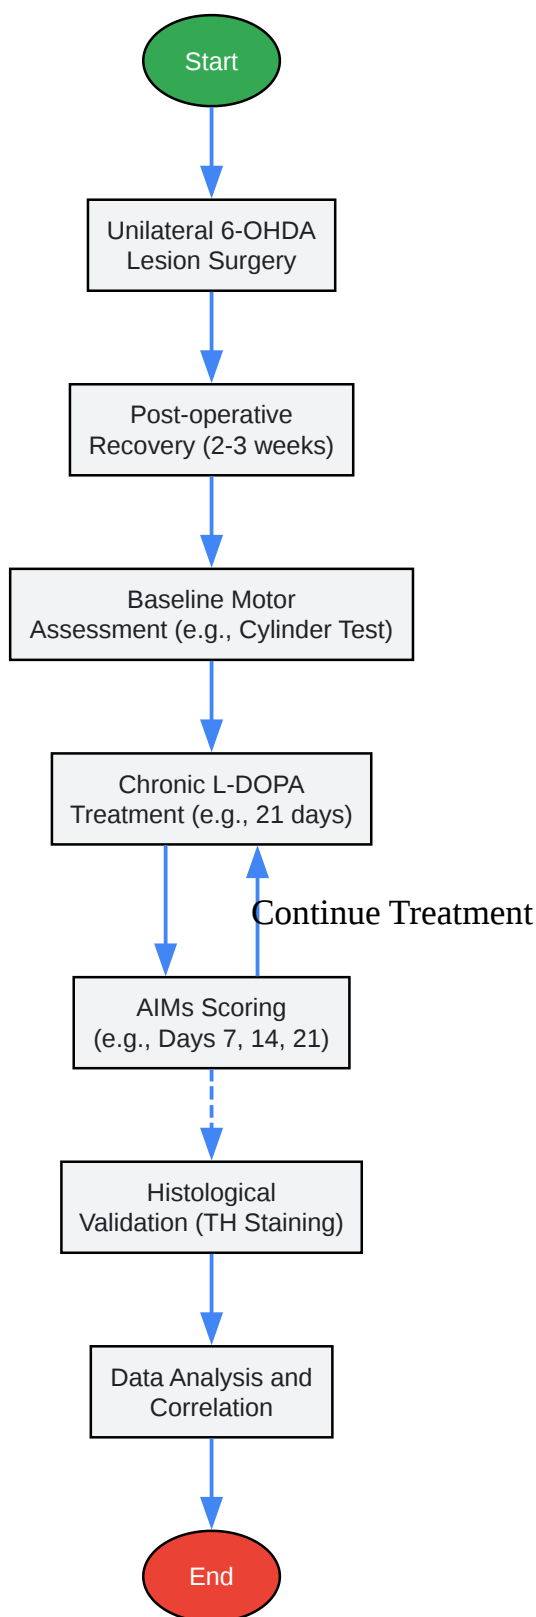 Start
Unilateral 6-OHDA
Lesion Surgery
Post-operative
Recovery (2-3 weeks)
Baseline Motor
Assessment (e.g., Cylinder Test)
Chronic L-DOPA
Treatment (e.g., 21 days)
Continue Treatment
AIMs Scoring
(e.g., Days 7, 14, 21)
Histological
Validation (TH Staining)
Data Analysis and
Correlation
End